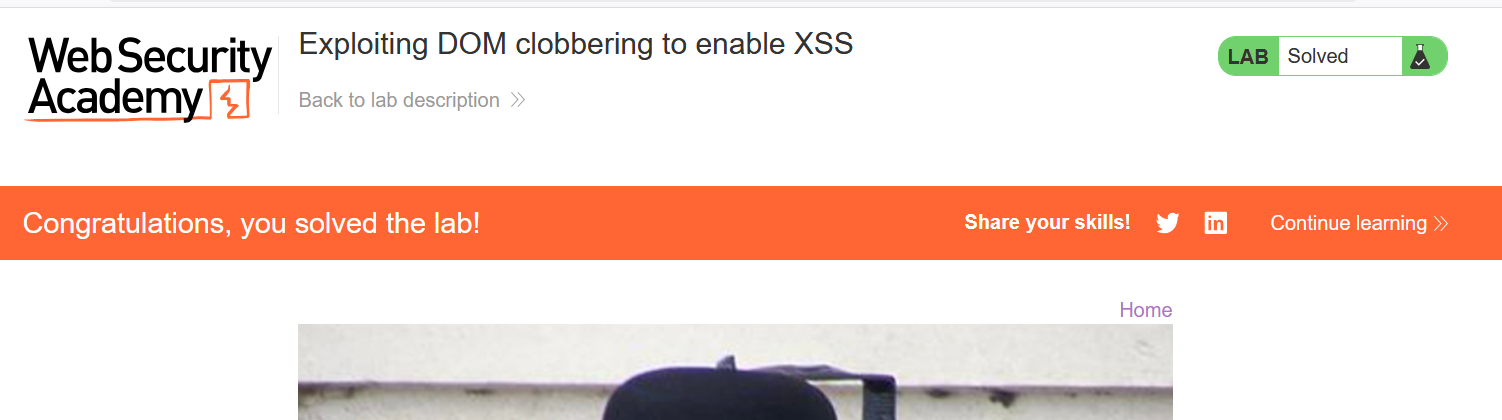 Web Security
Academy
Exploiting DOM clobbering to enable XSS
Back to lab description
LAB Solved
Congratulations, you solved the lab!
Share your skills!
Continue learning
Home